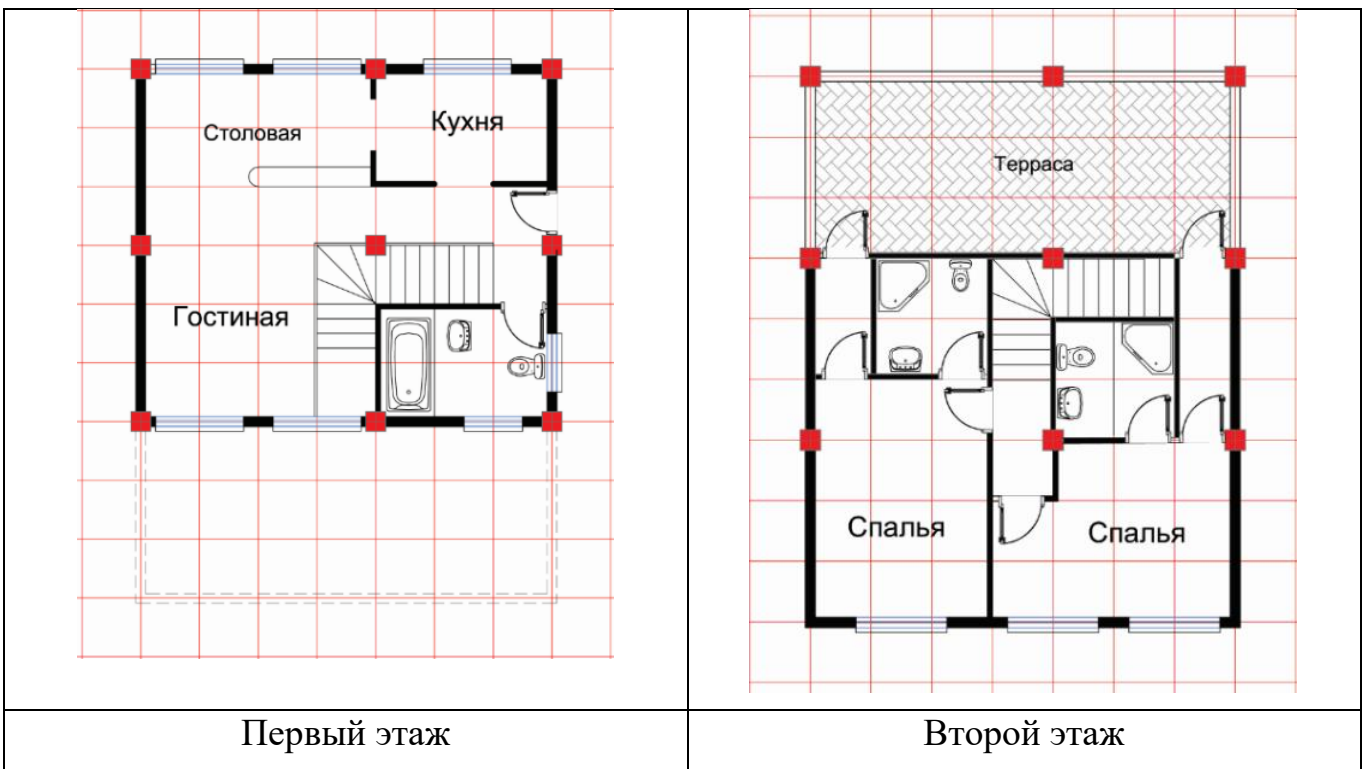 Столовая
Кухня
Гостиная
Терраса
Спалья
Спалья
Первый этаж
Второй этаж